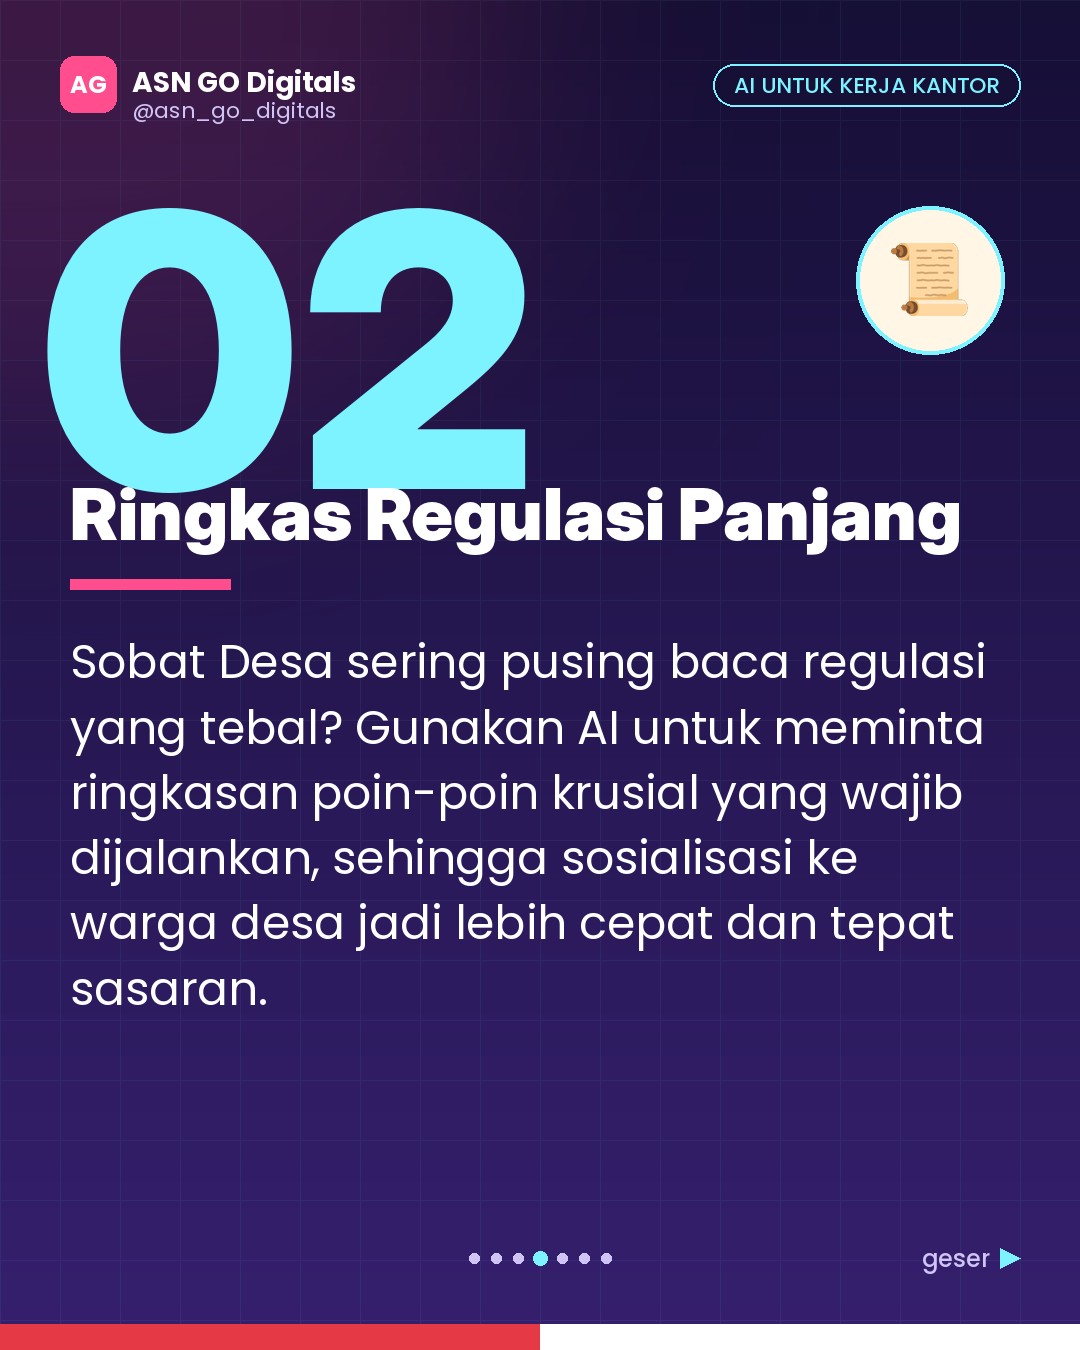 AG
ASN GO Digitals
@asn_go_digitals
AI UNTUK KERJA KANTOR
02
Ringkas Regulasi Panjang
Sobat Desa sering pusing baca regulasi
yang tebal? Gunakan AI untuk meminta
ringkasan poin-poin krusial yang wajib
dijalankan, sehingga sosialisasi ke
warga desa jadi lebih cepat dan tepat
sasaran.
geser